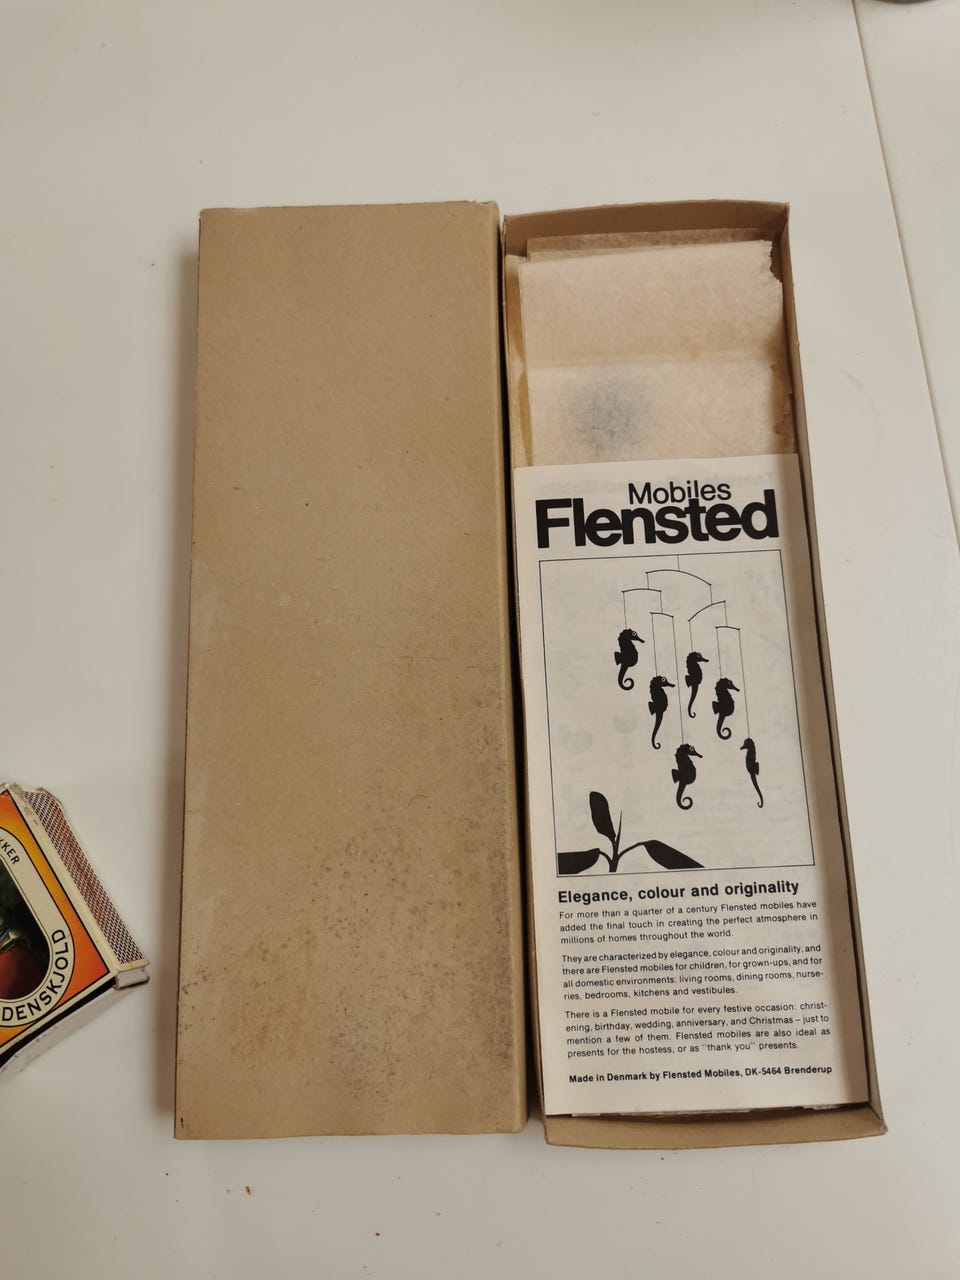 Mobiles
Flensted
Elegance, colour and originality
For more than a quarter of a century Flensted mobiles have
added the final touch in creating the perfect atmosphere in
millions of homes throughout the world.
They are characterized by elegance, colour and originality, and
there are Flensted mobiles for children, for grown-ups, and for
all domestic environments: living rooms, dining rooms, nurse-
ries, bedrooms, kitchens and vestibules.
There is a Flensted mobile for every festive occasion: christ-
ening, birthday, wedding, anniversary, and Christmas – just to
mention a few of them. Flensted mobiles are also ideal as
presents for the hostess, or as "thank you" presents.
Made in Denmark by Flensted Mobiles, DK-5464 Brenderup
KKER
DENSKJOLD